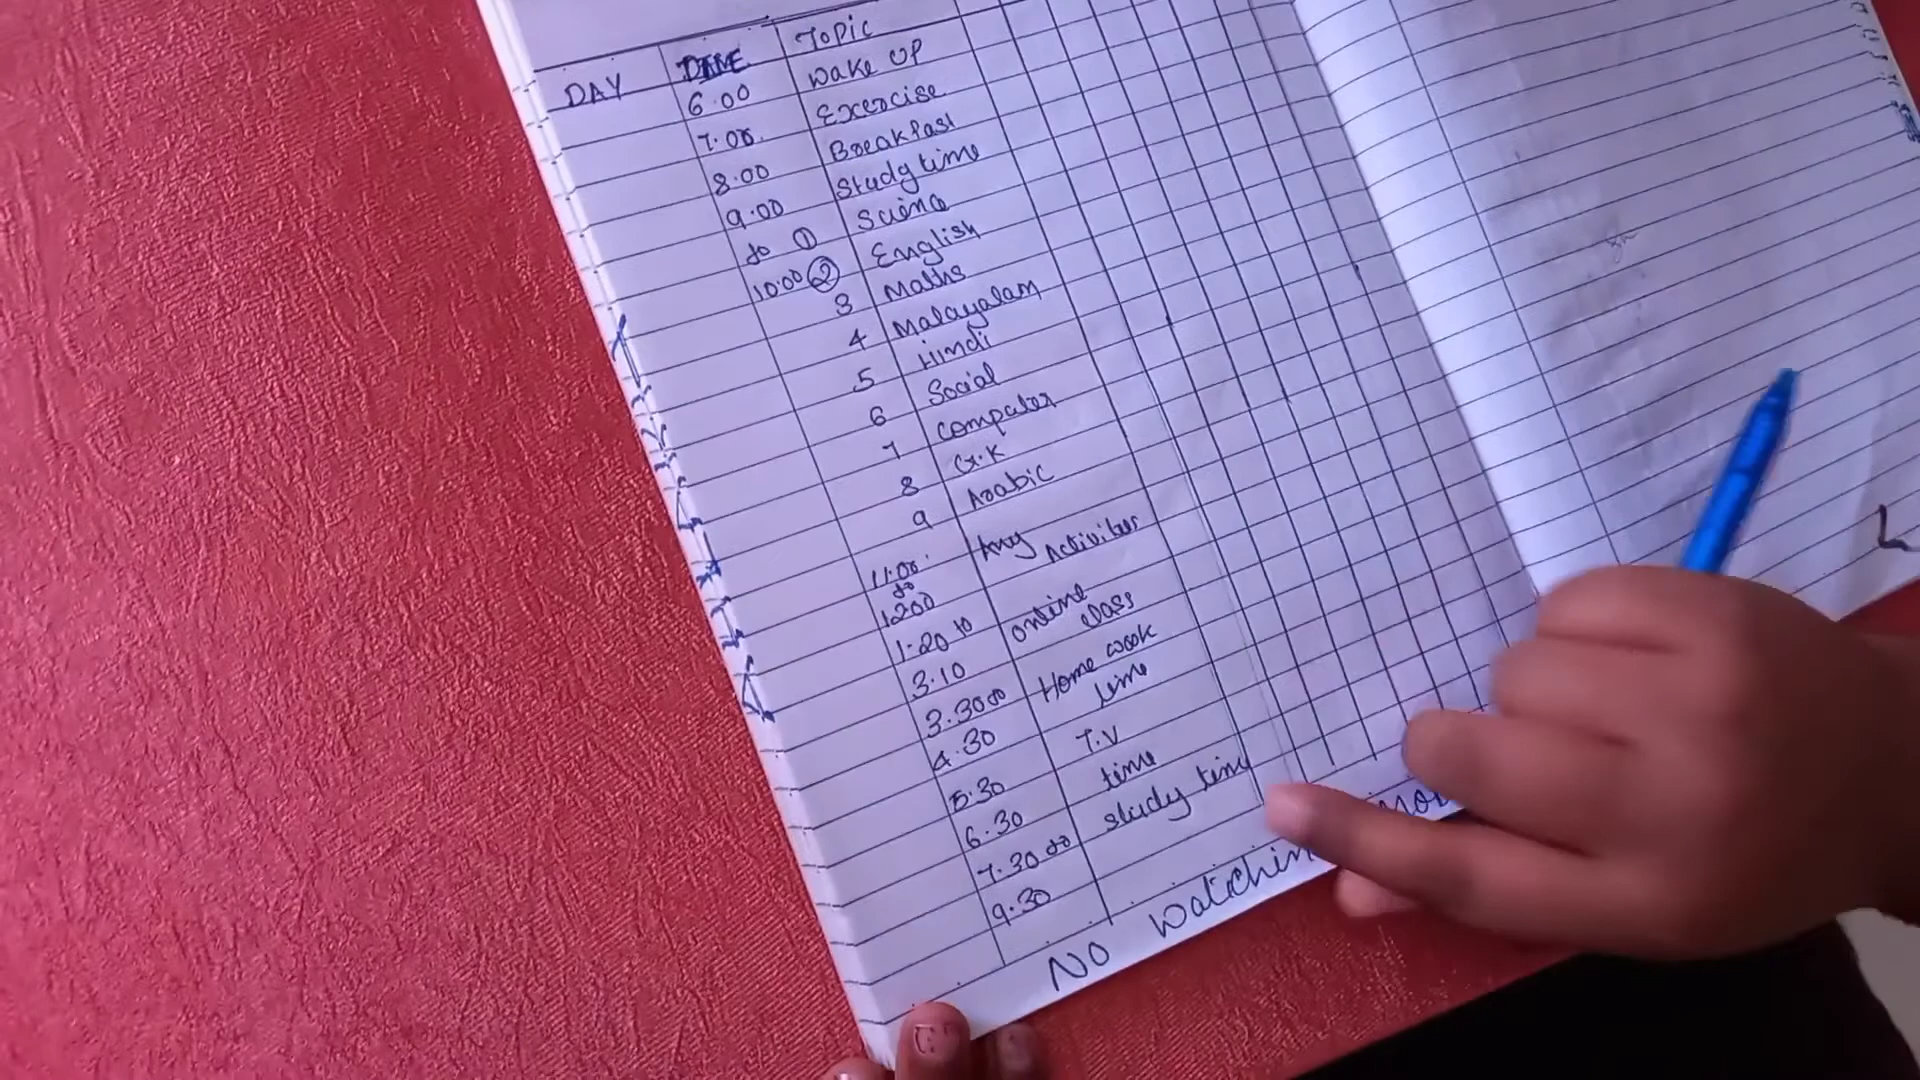 DAY TIME Topic
6.00 Wake up
7.00 Exercise
8.00 Breakfast
9.00 Study time
to ① Science
10:00 ② English
3 Maths
4 Malayalam
5 Hindi
6 Social
7 Computer
8 G.K
9 Arabic
11.00 Any Activites
to
1200
1.20 to online class
3.10
3.30 to Home work time
4.30
5.30 T.V
6.30 time
7.30 to study time
9.30
No watching